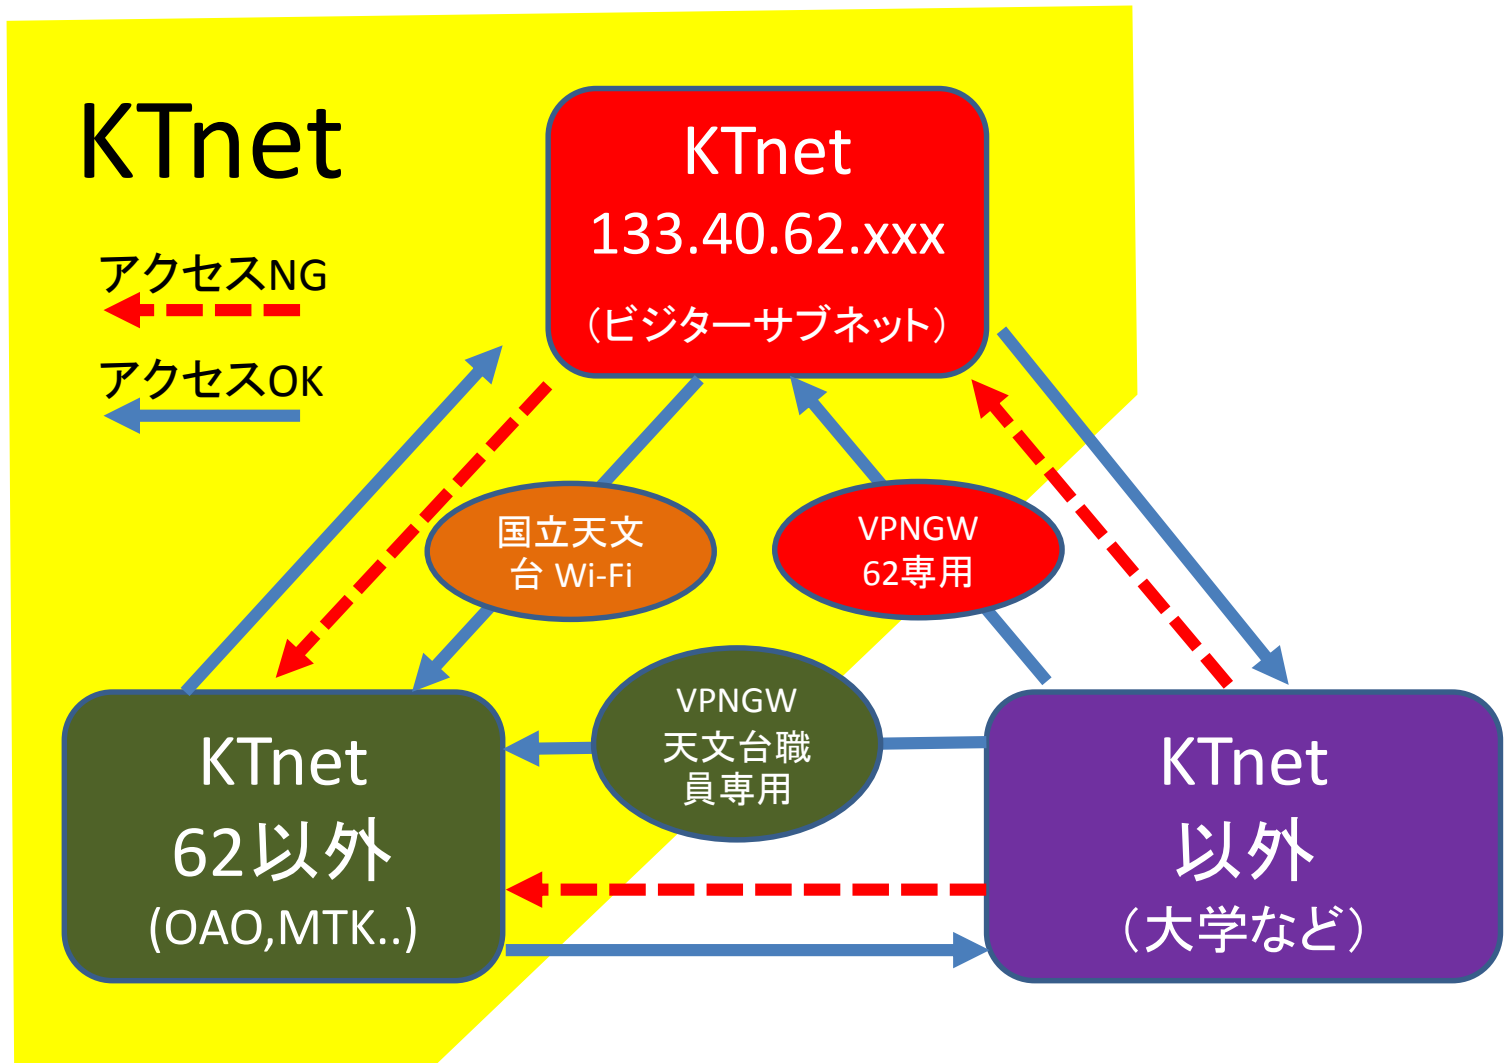 KTnet
アクセスNG
アクセスOK
KTnet
133.40.62.xxx
（ビジターサブネット）
国立天文
台 Wi-Fi
VPNGW
62専用
VPNGW
天文台職
員専用
KTnet
62以外
(OAO,MTK..)
KTnet
以外
（大学など）